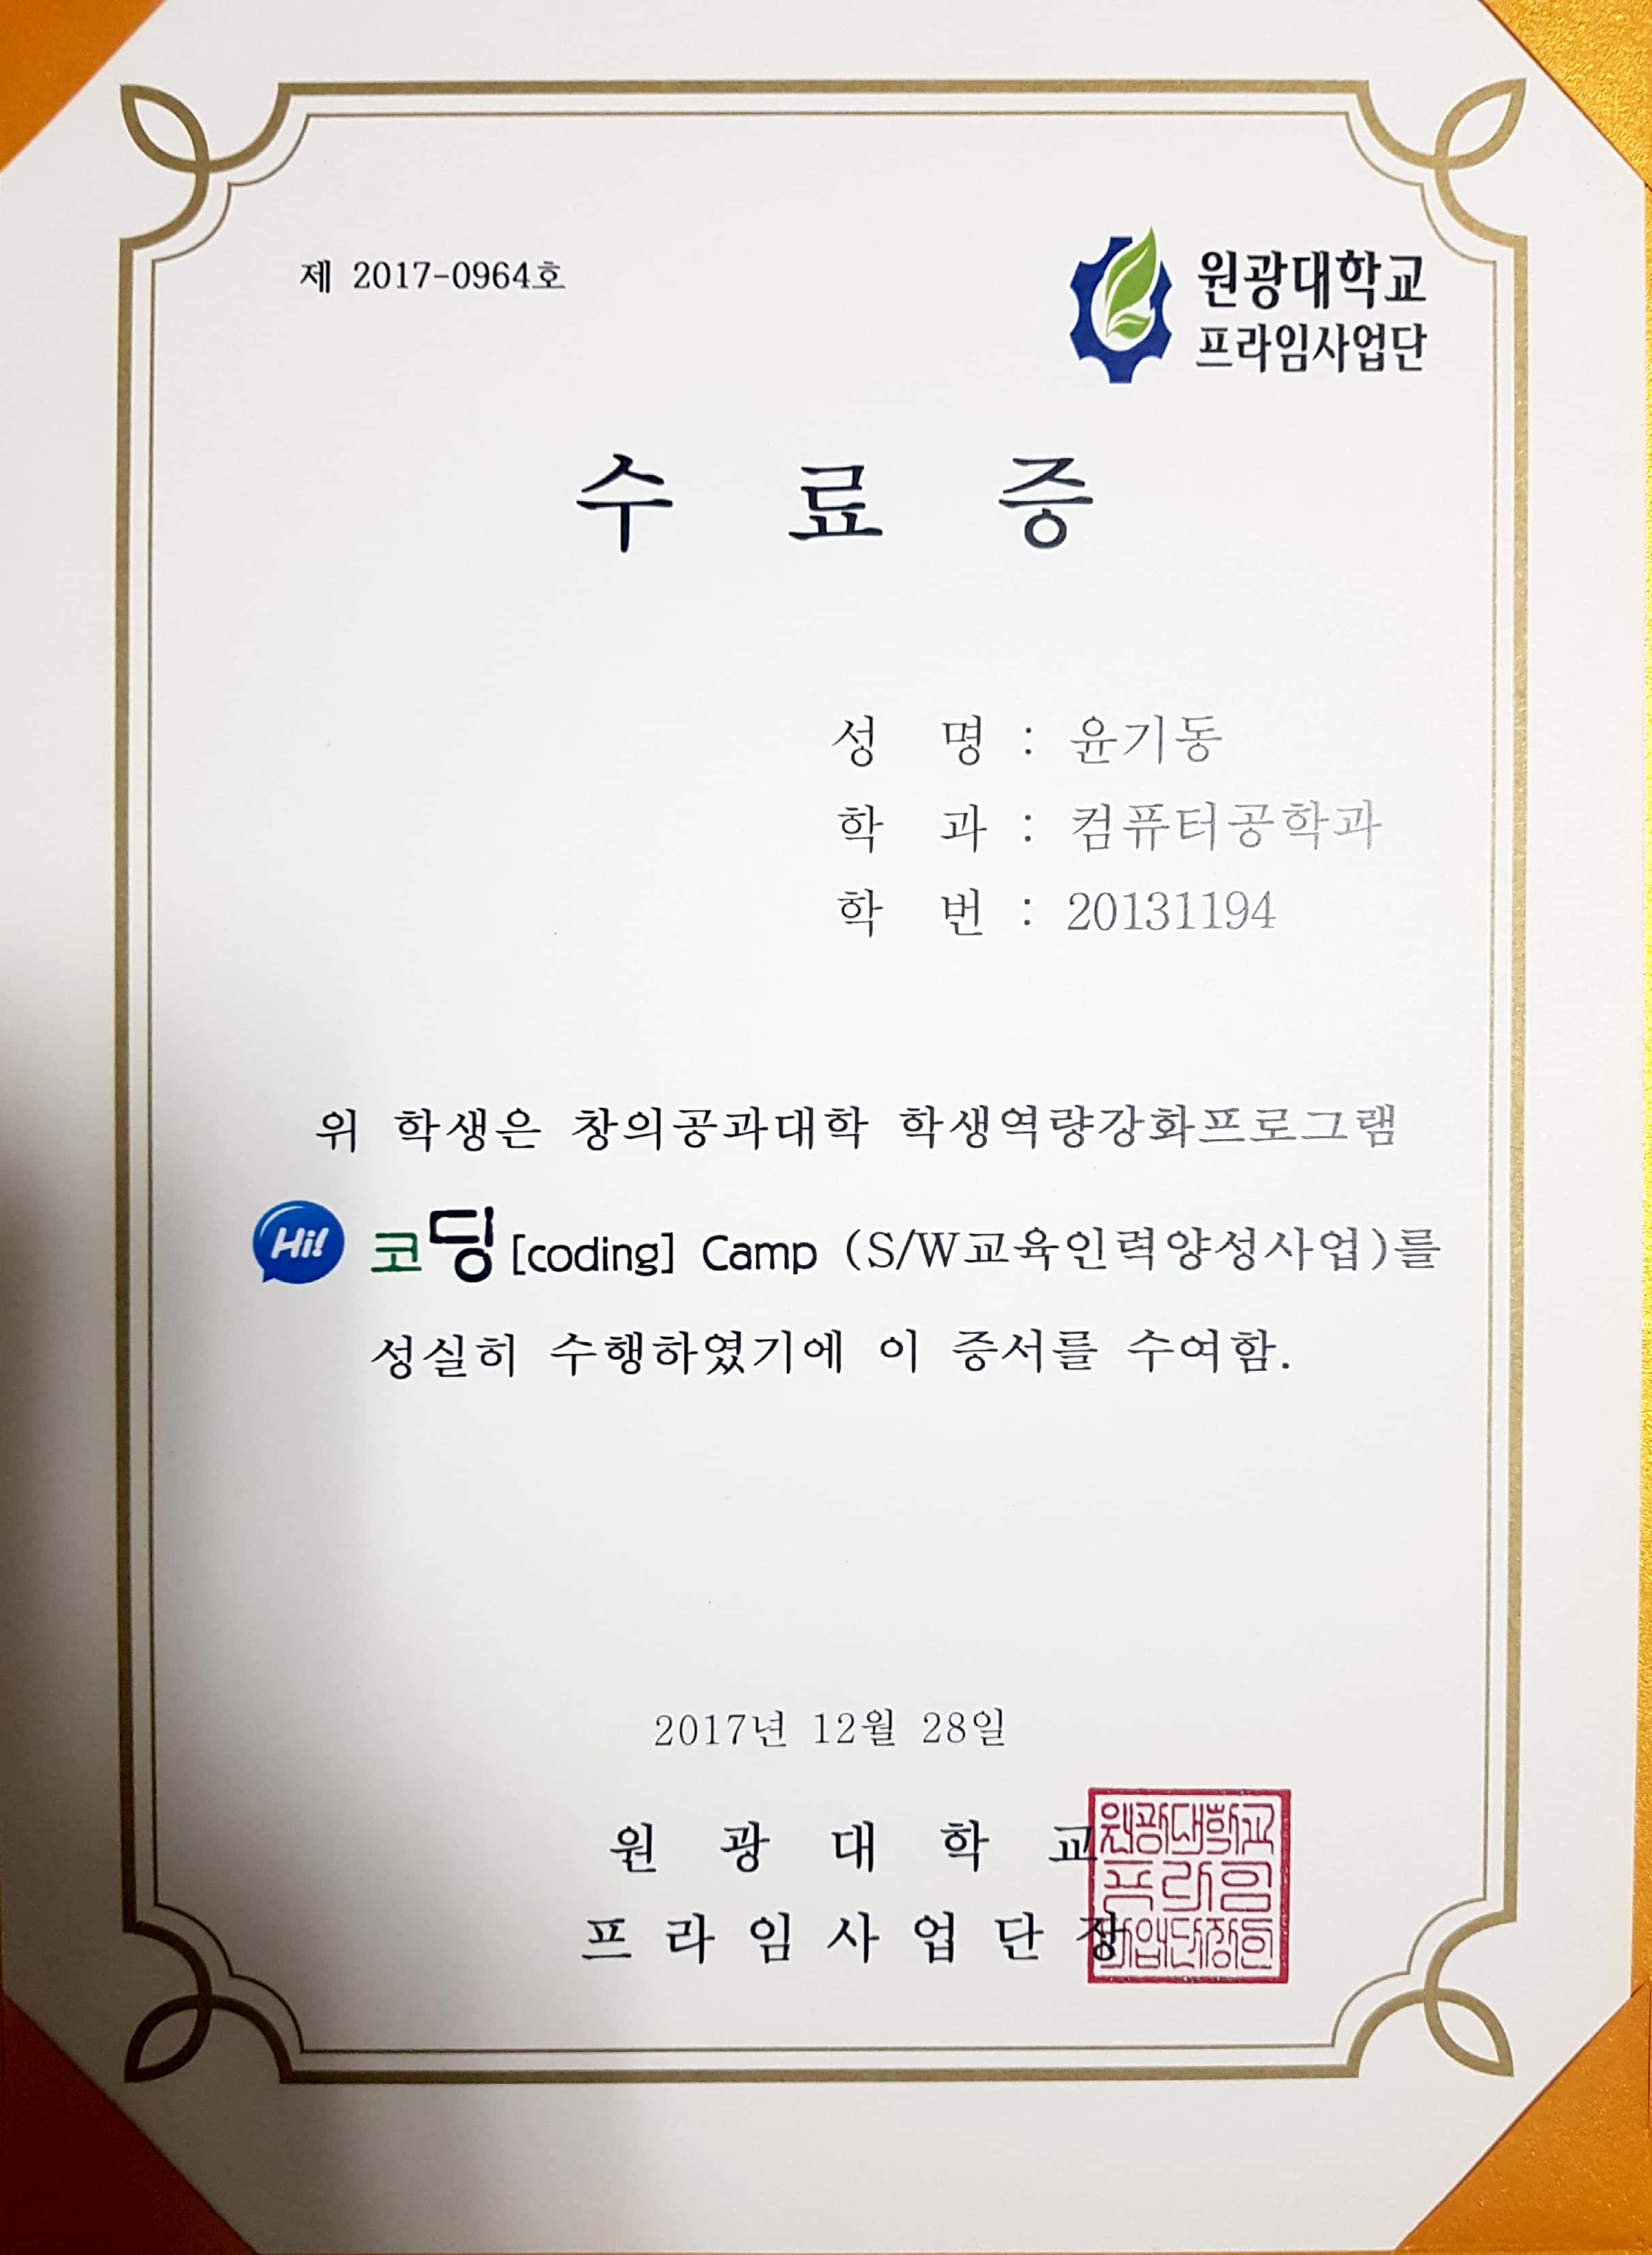 제 2017-0964호
원광대학교
프라임사업단
수 료 증
성 명 : 윤기동
학 과 : 컴퓨터공학과
학 번 : 20131194
위 학생은 창의공과대학 학생역량강화프로그램
Hi! 코딩 [coding] Camp (S/W교육인력양성사업)를
성실히 수행하였기에 이 증서를 수여함.
2017년 12월 28일
원 광 대 학 교
프 라 임 사 업 단 장
원광대학교
프라임
사업단장인